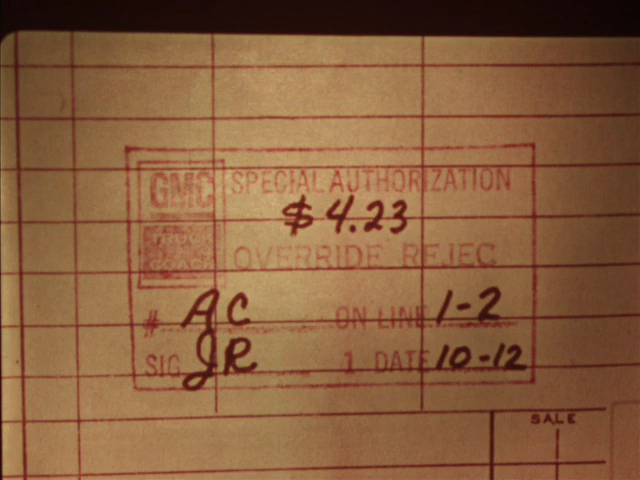 GMC SPECIAL AUTHORIZATION
$4.23
TRUCK
OVERRIDE REJEC
# AC ON LINE 1-2
SIG JR 1 DATE 10-12
SALE